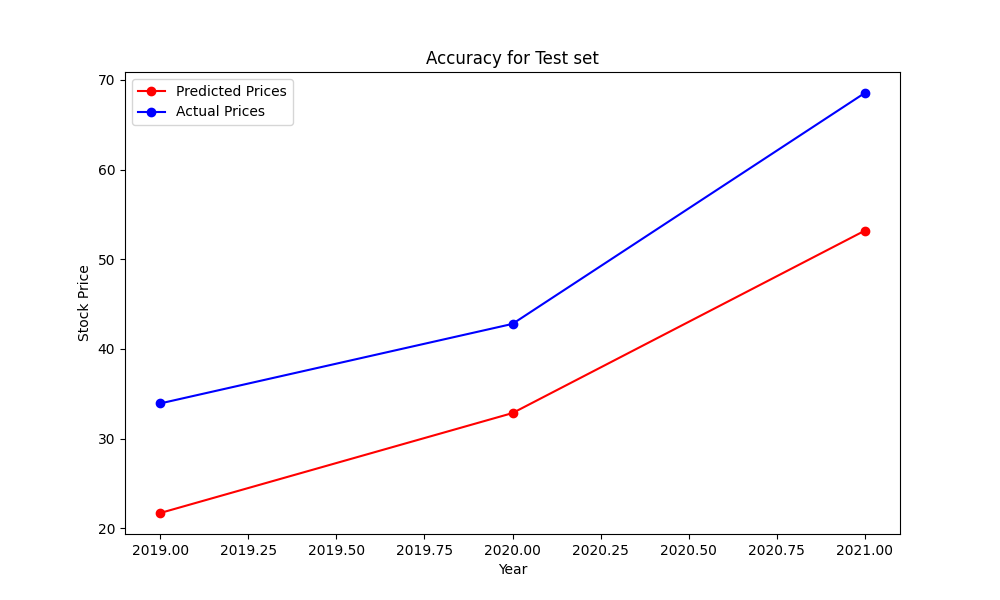 Accuracy for Test set
Predicted Prices
Actual Prices
70
60
50
40
30
20
Stock Price
2019.00 2019.25 2019.50 2019.75 2020.00 2020.25 2020.50 2020.75 2021.00
Year